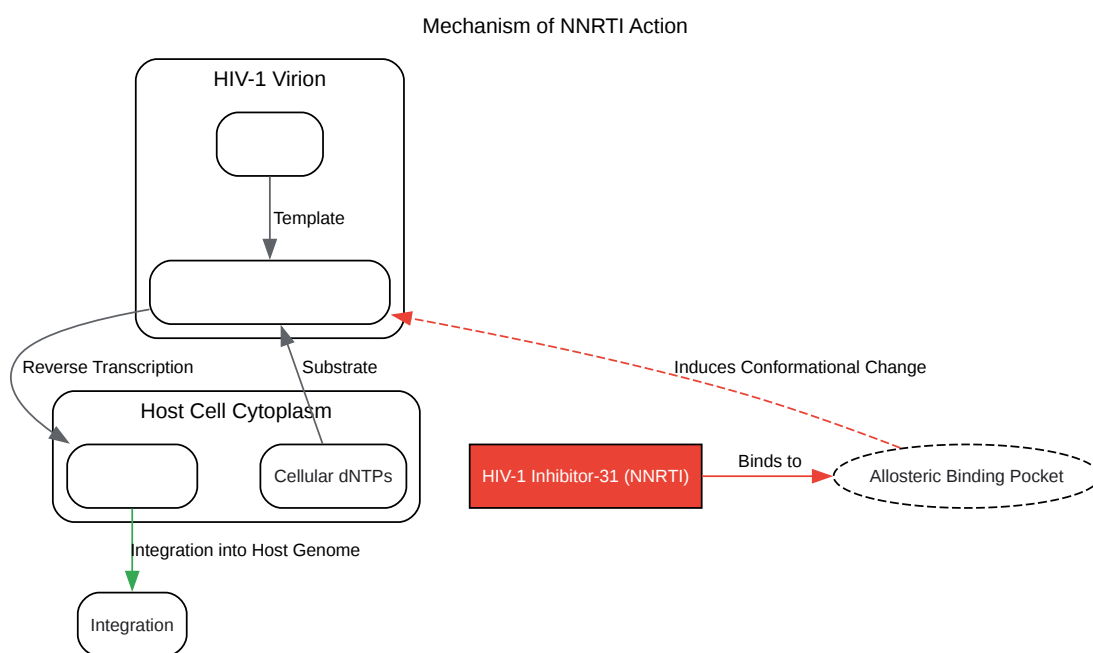 Mechanism of NNRTI Action
HIV-1 Virion
Template
Reverse Transcription
Substrate
Induces Conformational Change
Host Cell Cytoplasm
Cellular dNTPs
HIV-1 Inhibitor-31 (NNRTI)
Binds to
Allosteric Binding Pocket
Integration into Host Genome
Integration